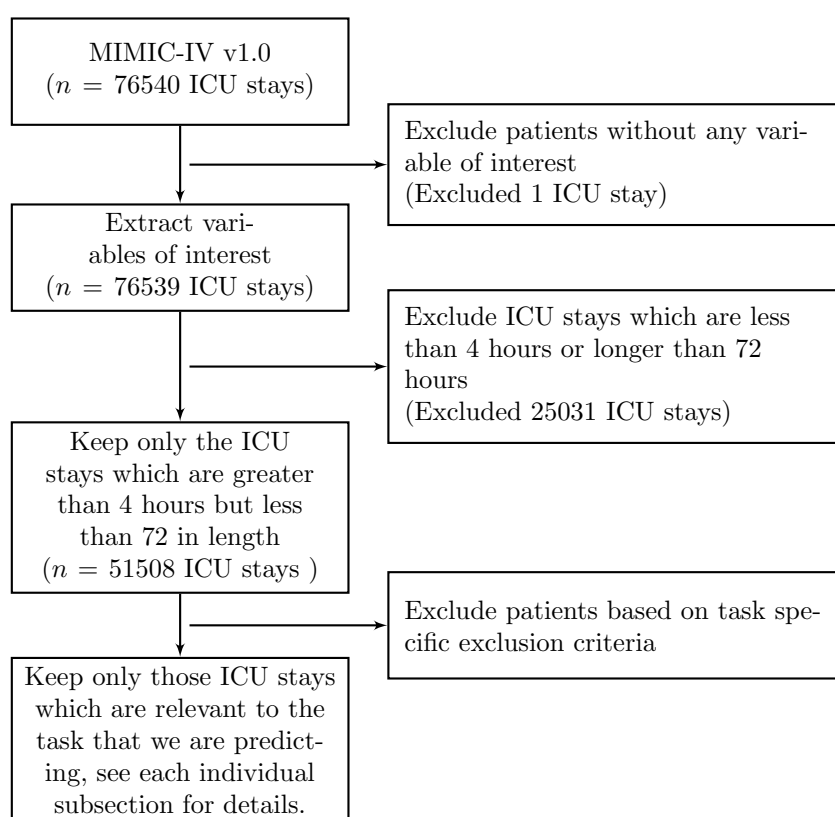 MIMIC-IV v1.0
(n = 76540 ICU stays)
Exclude patients without any vari-
able of interest
(Excluded 1 ICU stay)
Extract vari-
ables of interest
(n = 76539 ICU stays)
Exclude ICU stays which are less
than 4 hours or longer than 72
hours
(Excluded 25031 ICU stays)
Keep only the ICU
stays which are greater
than 4 hours but less
than 72 in length
(n = 51508 ICU stays )
Exclude patients based on task spe-
cific exclusion criteria
Keep only those ICU stays
which are relevant to the
task that we are predict-
ing, see each individual
subsection for details.